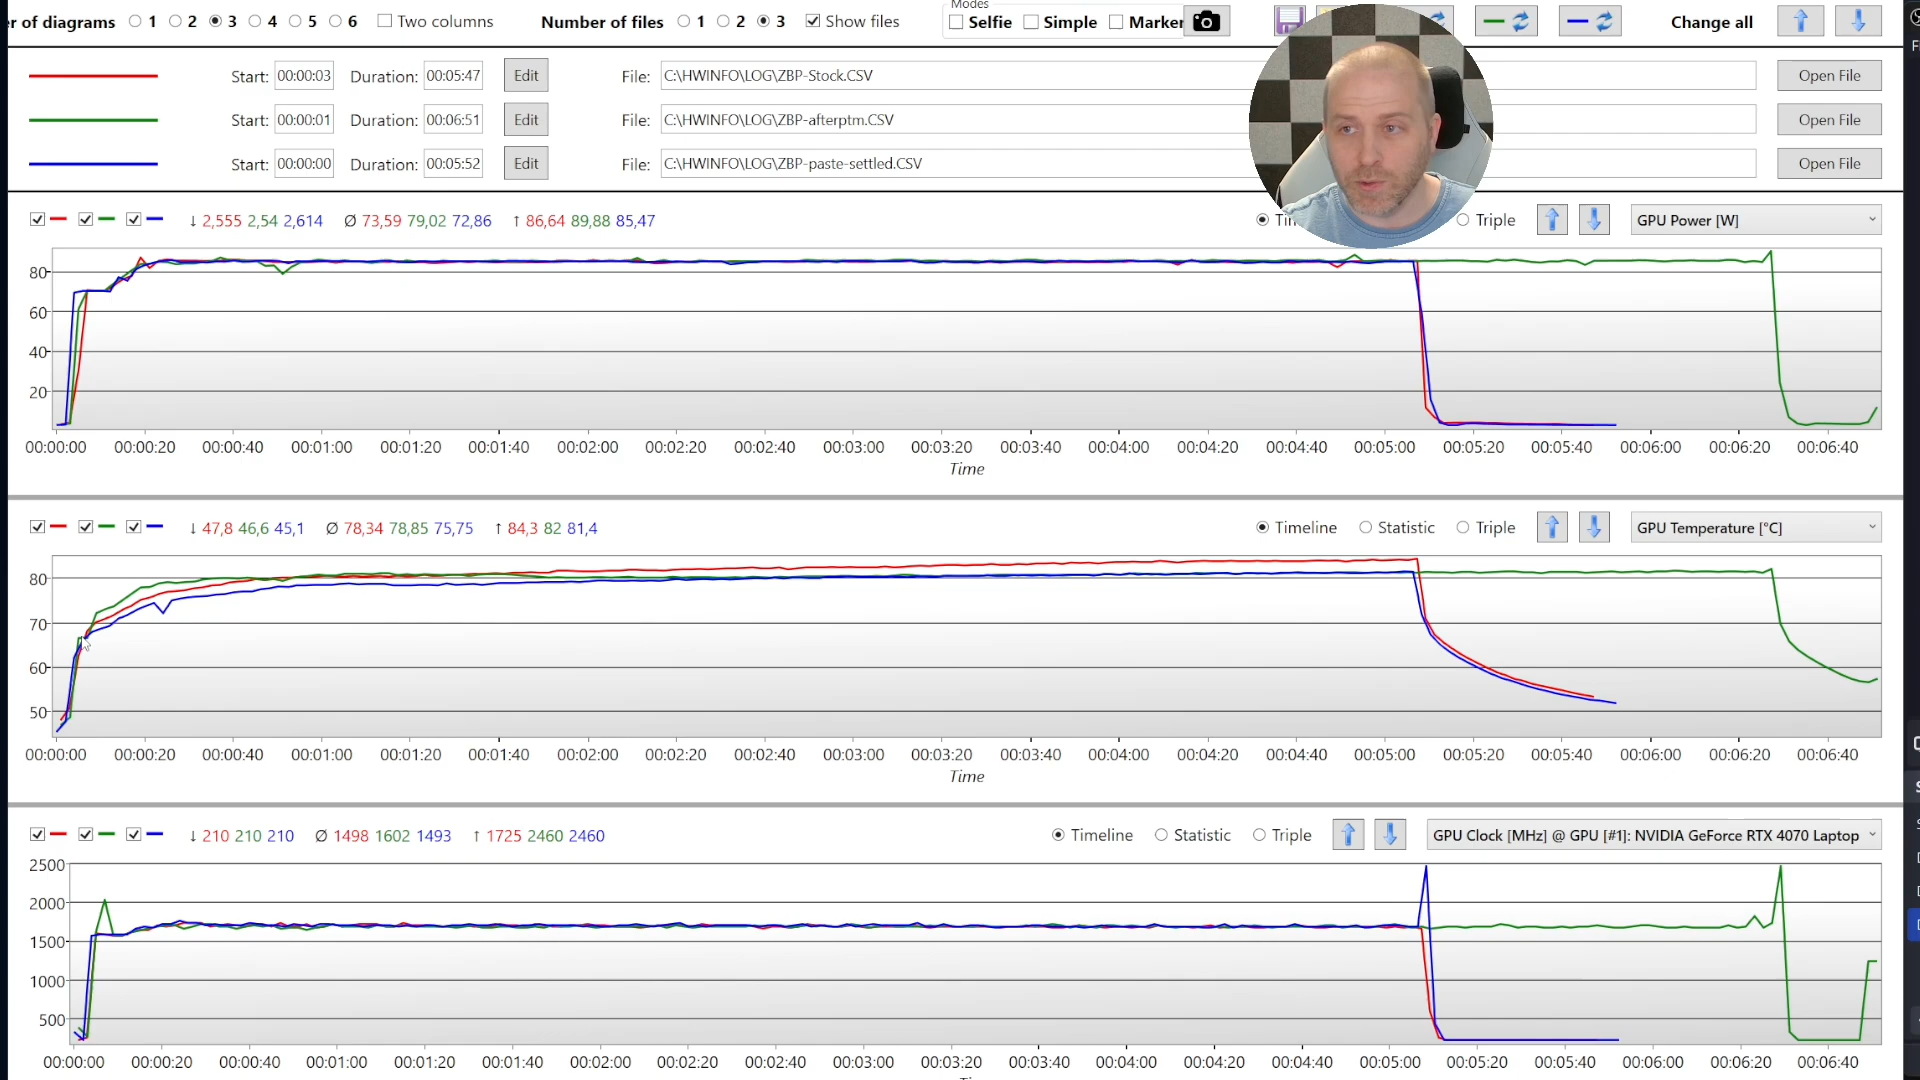 r of diagrams 1 2 3 4 5 6 Two columns Number of files 1 2 3 Show files Modes Selfie Simple Marker Change all
Start: 00:00:03 Duration: 00:05:47 Edit File: C:\HWINFO\LOG\ZBP-Stock.CSV Open File
Start: 00:00:01 Duration: 00:06:51 Edit File: C:\HWINFO\LOG\ZBP-afterptm.CSV Open File
Start: 00:00:00 Duration: 00:05:52 Edit File: C:\HWINFO\LOG\ZBP-paste-settled.CSV Open File
↓ 2,555 2,54 2,614 Ø 73,59 79,02 72,86 ↑ 86,64 89,88 85,47 Triple GPU Power [W]
80
60
40
20
00:00:00 00:00:20 00:00:40 00:01:00 00:01:20 00:01:40 00:02:00 00:02:20 00:02:40 00:03:00 00:03:20 00:03:40 00:04:00 00:04:20 00:04:40 00:05:00 00:05:20 00:05:40 00:06:00 00:06:20 00:06:40
Time
↓ 47,8 46,6 45,1 Ø 78,34 78,85 75,75 ↑ 84,3 82 81,4 Timeline Statistic Triple GPU Temperature [°C]
80
70
60
50
00:00:00 00:00:20 00:00:40 00:01:00 00:01:20 00:01:40 00:02:00 00:02:20 00:02:40 00:03:00 00:03:20 00:03:40 00:04:00 00:04:20 00:04:40 00:05:00 00:05:20 00:05:40 00:06:00 00:06:20 00:06:40
Time
↓ 210 210 210 Ø 1498 1602 1493 ↑ 1725 2460 2460 Timeline Statistic Triple GPU Clock [MHz] @ GPU [#1]: NVIDIA GeForce RTX 4070 Laptop
2500
2000
1500
1000
500
00:00:00 00:00:20 00:00:40 00:01:00 00:01:20 00:01:40 00:02:00 00:02:20 00:02:40 00:03:00 00:03:20 00:03:40 00:04:00 00:04:20 00:04:40 00:05:00 00:05:20 00:05:40 00:06:00 00:06:20 00:06:40